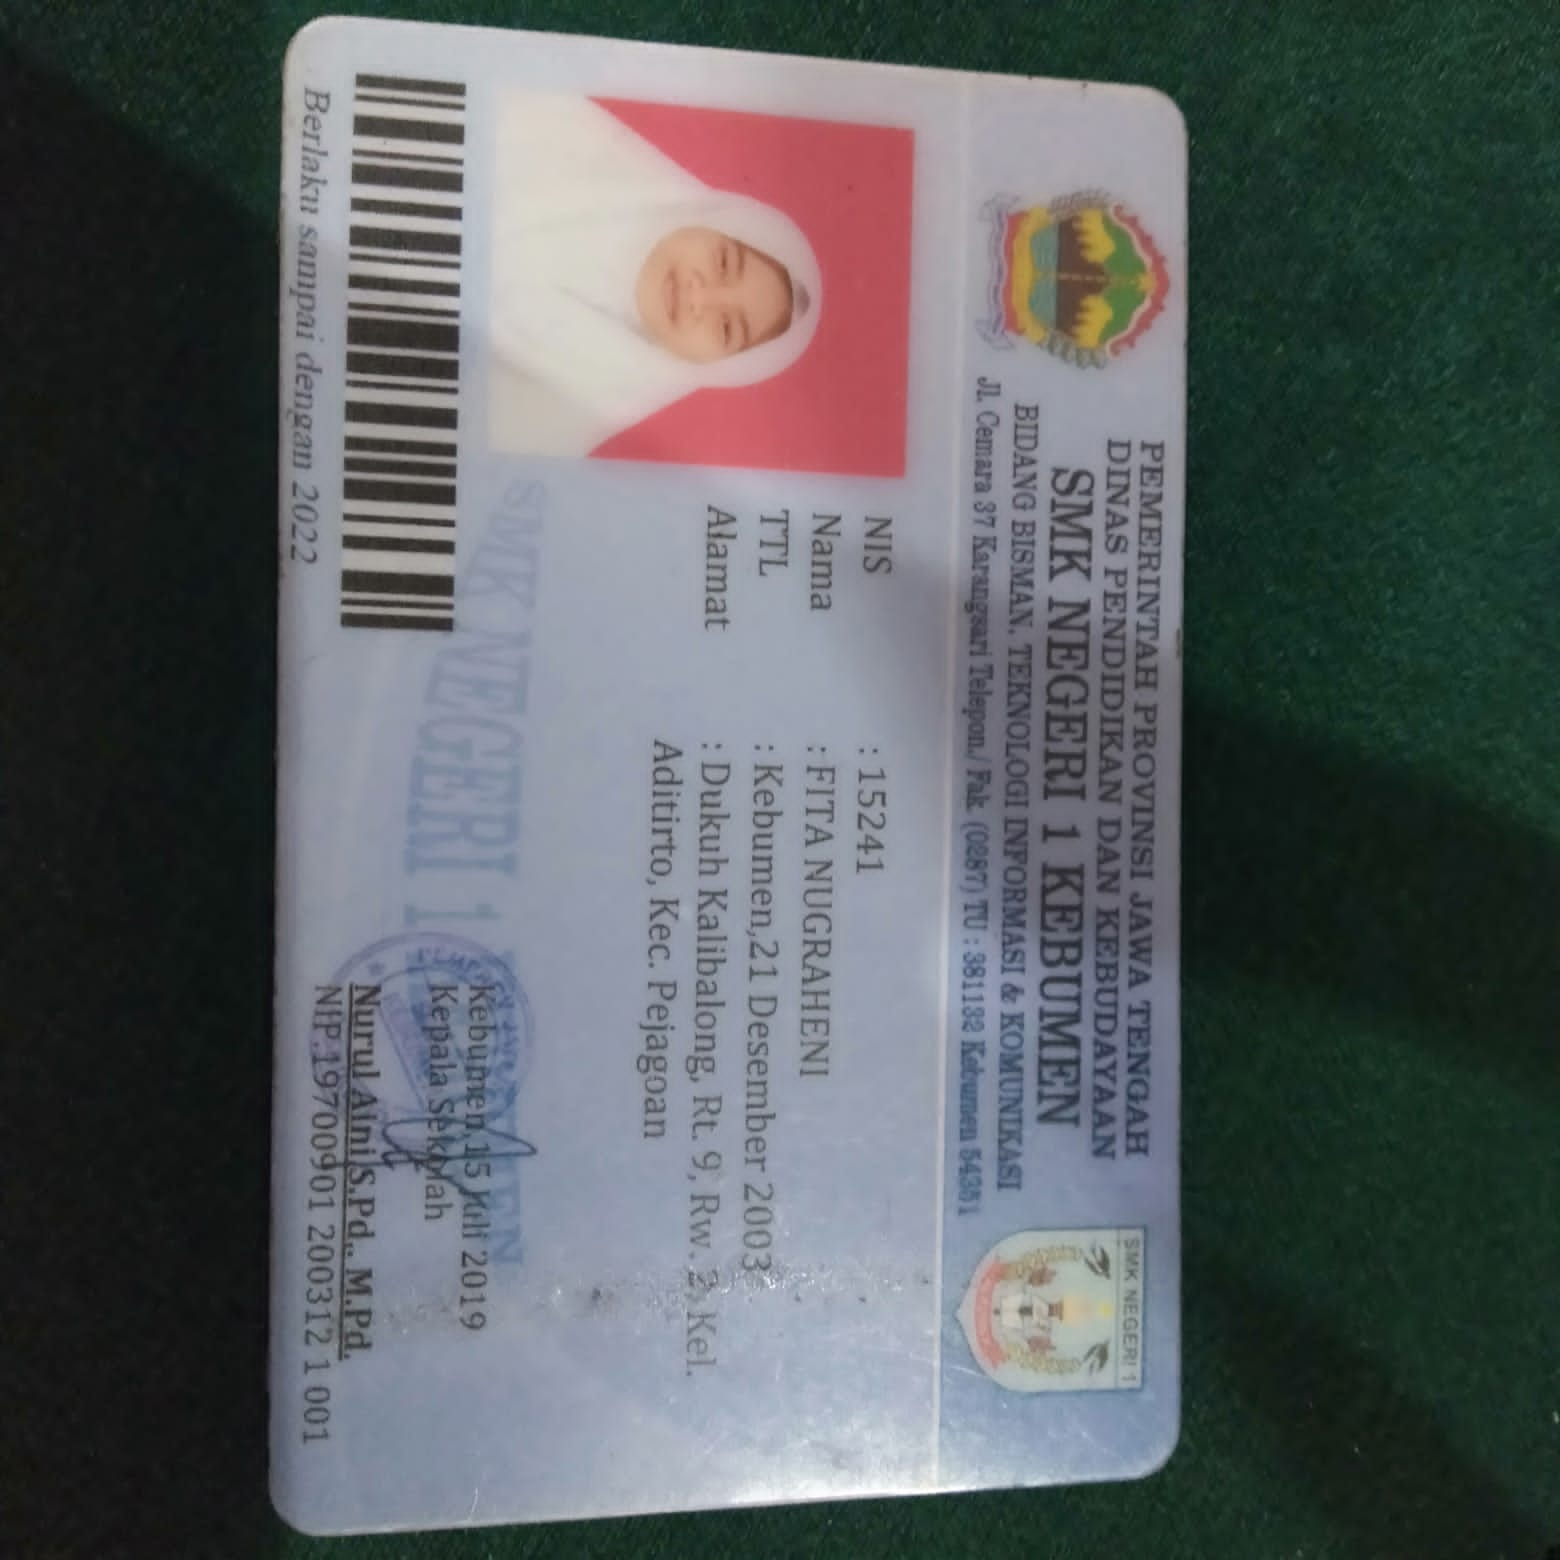 PEMERINTAH PROVINSI JAWA TENGAH
DINAS PENDIDIKAN DAN KEBUDAYAAN
SMK NEGERI 1 KEBUMEN
BIDANG BISMAN, TEKNOLOGI INFORMASI & KOMUNIKASI
Jl. Cemara 37 Karangsari Telepon./ Fak. (0287) TU : 381132 Kebumen 54351
SMK NEGERI 1
NIS : 15241
Nama : FITA NUGRAHENI
TTL : Kebumen,21 Desember 2003
Alamat : Dukuh Kalibalong, Rt. 9, Rw. 2, Kel.
Aditirto, Kec. Pejagoan
SMK NEGERI 1
Kebumen,15 Juli 2019
Kepala Sekolah
Nurul Aini S.Pd., M.Pd.
NIP.19700901 200312 1 001
Berlaku sampai dengan 2022